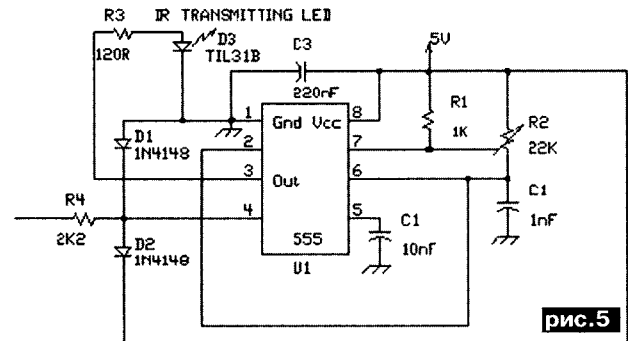 R3
IR TRANSMITTING LED
D3
TIL31B
120R
C3
220nF
5V
R1
1K
R2
22K
1
Gnd Vcc
8
2
7
3
Out
6
4
5
555
U1
D1
1N4148
R4
2K2
D2
1N4148
C1
10nF
C1
1nF
рис.5